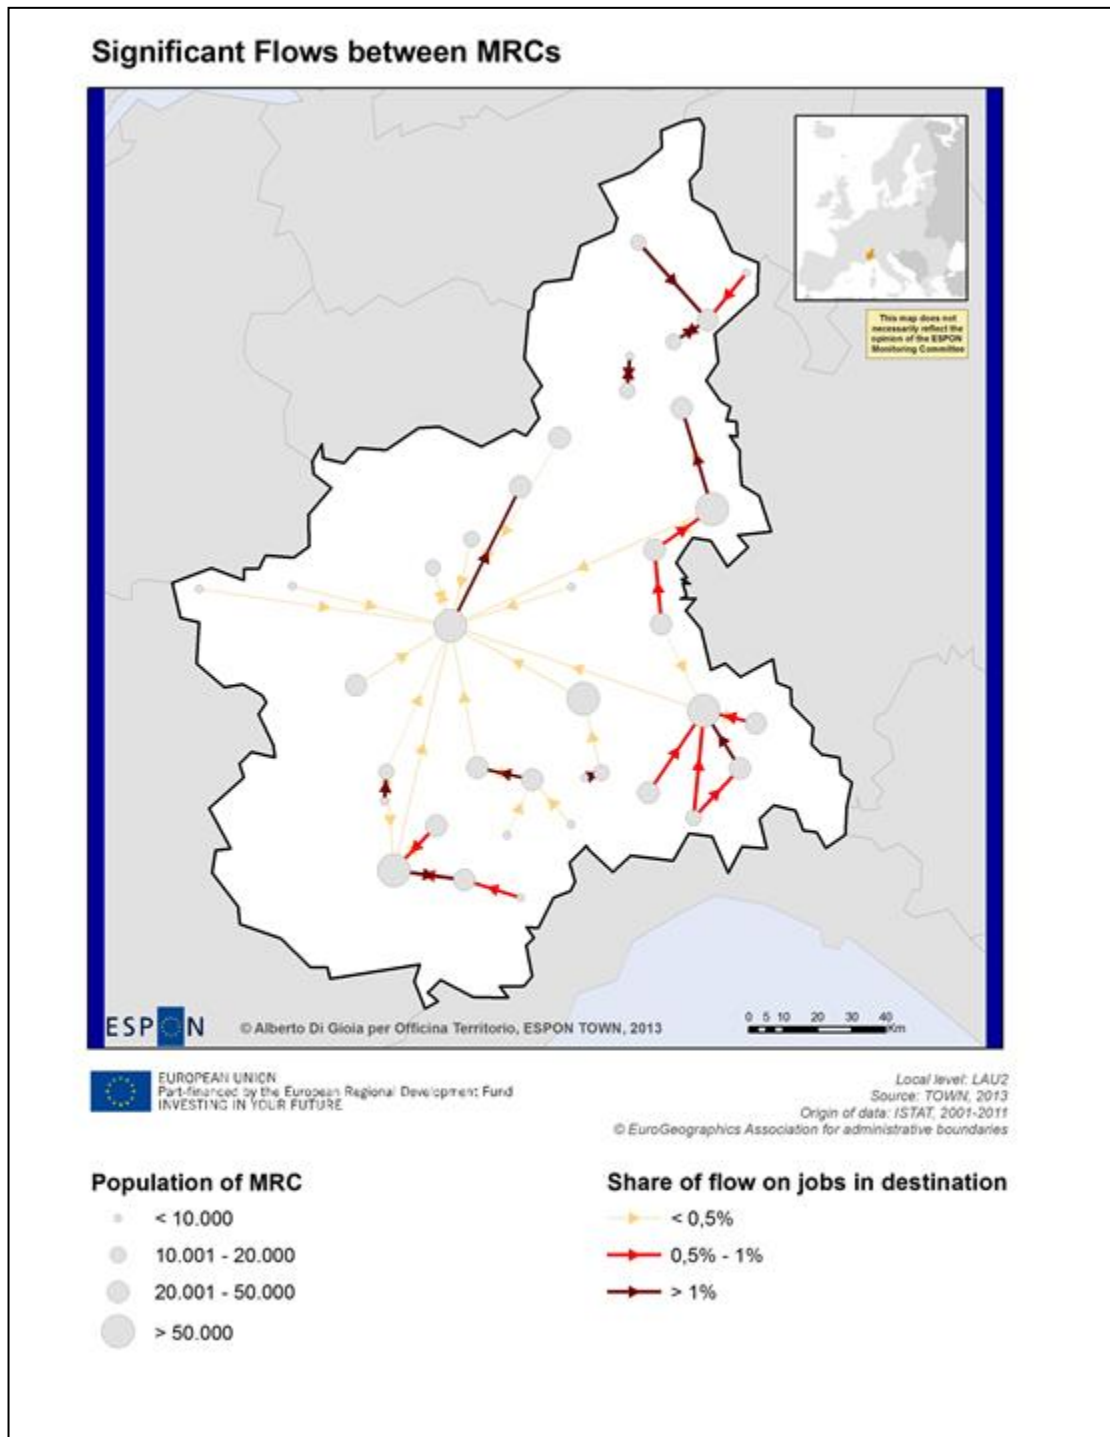 Significant Flows between MRCs
This map does not
necessarily reflect the
opinion of the ESPON
Monitoring Committee
ESPON
© Alberto Di Gioia per Officina Territorio, ESPON TOWN, 2013
0 5 10 20 30 40
Km
EUROPEAN UNION
Part-financed by the European Regional Development Fund
INVESTING IN YOUR FUTURE
Local level: LAU2
Source: TOWN, 2013
Origin of data: ISTAT, 2001-2011
© EuroGeographics Association for administrative boundaries
Population of MRC
< 10.000
10.001 - 20.000
20.001 - 50.000
> 50.000
Share of flow on jobs in destination
< 0,5%
0,5% - 1%
> 1%